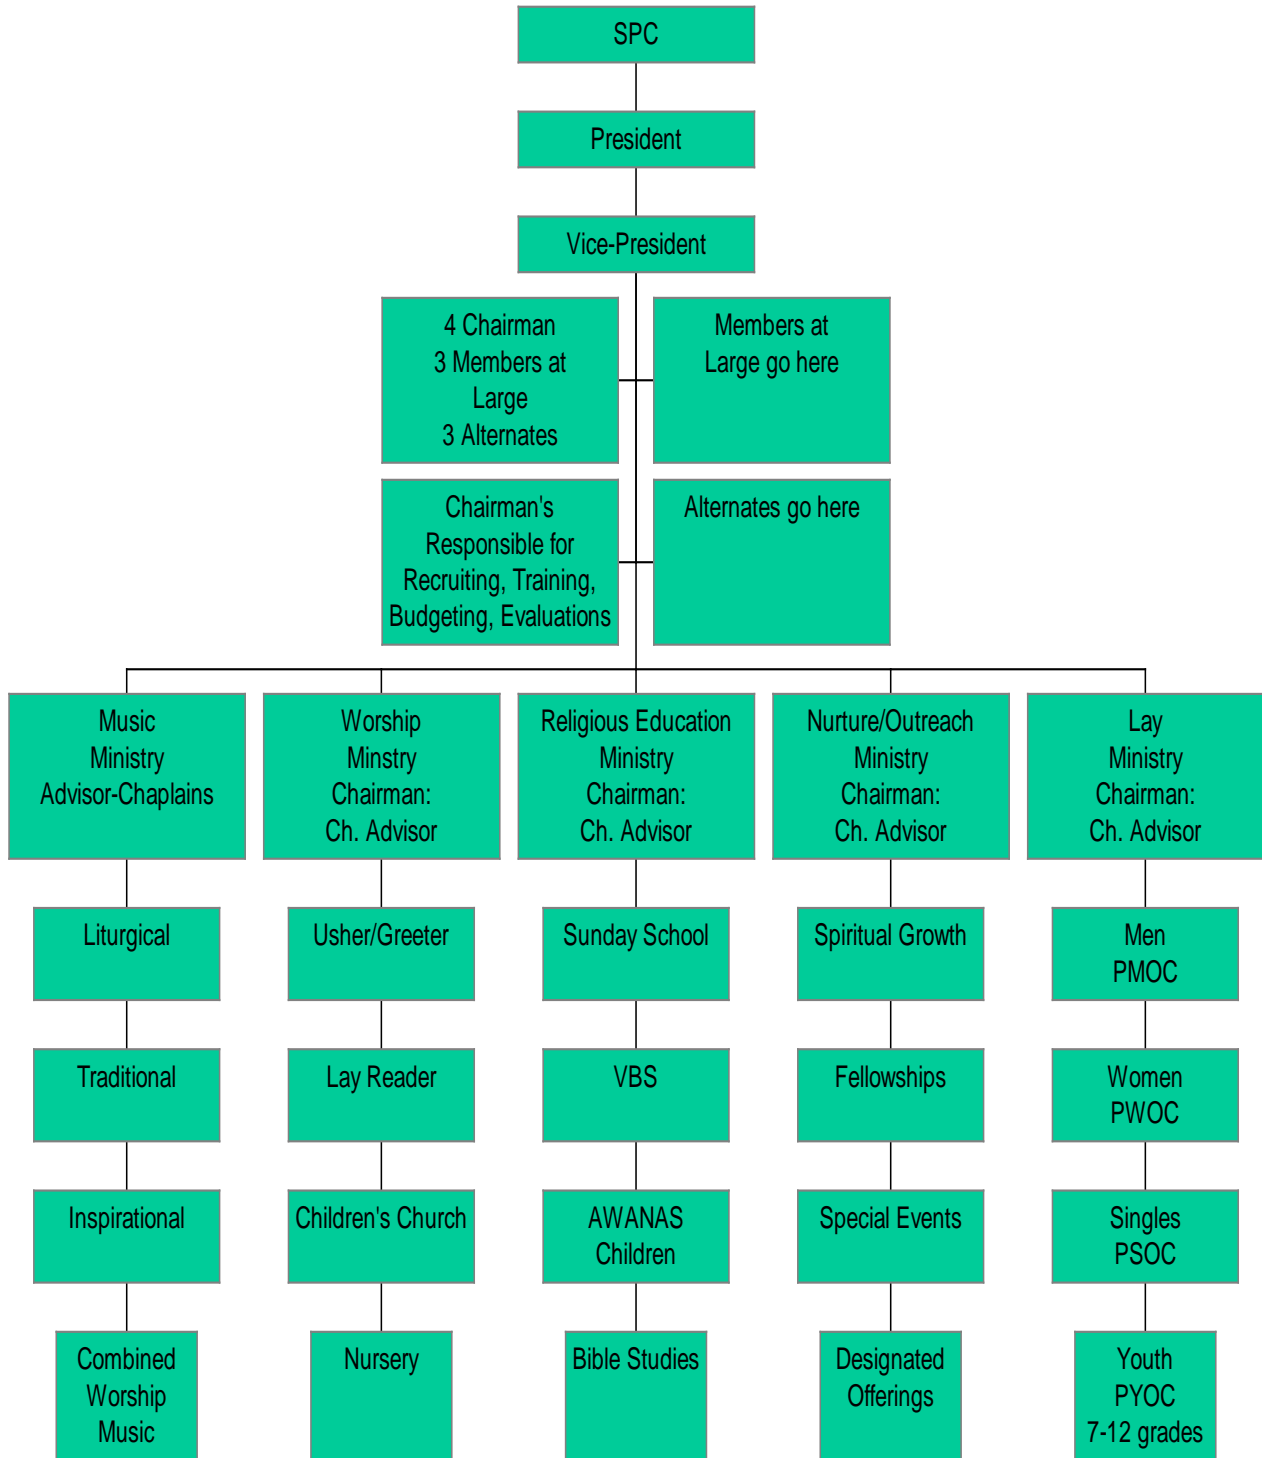 SPC
President
Vice-President
4 Chairman
3 Members at
Large
3 Alternates
Members at
Large go here
Chairman's
Responsible for
Recruiting, Training,
Budgeting, Evaluations
Alternates go here
Music
Ministry
Advisor-Chaplains
Worship
Minstry
Chairman:
Ch. Advisor
Religious Education
Ministry
Chairman:
Ch. Advisor
Nurture/Outreach
Ministry
Chairman:
Ch. Advisor
Lay
Ministry
Chairman:
Ch. Advisor
Liturgical
Usher/Greeter
Sunday School
Spiritual Growth
Men
PMOC
Traditional
Lay Reader
VBS
Fellowships
Women
PWOC
Inspirational
Children's Church
AWANAS
Children
Special Events
Singles
PSOC
Combined
Worship
Music
Nursery
Bible Studies
Designated
Offerings
Youth
PYOC
7-12 grades